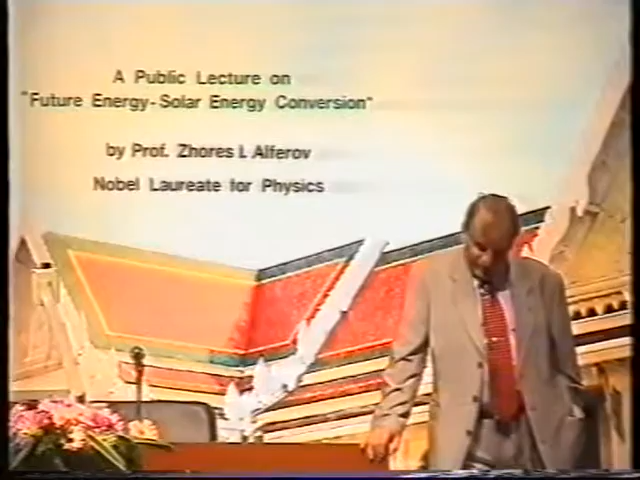 A Public Lecture on
"Future Energy-Solar Energy Conversion"
by Prof. Zhores I. Alferov
Nobel Laureate for Physics